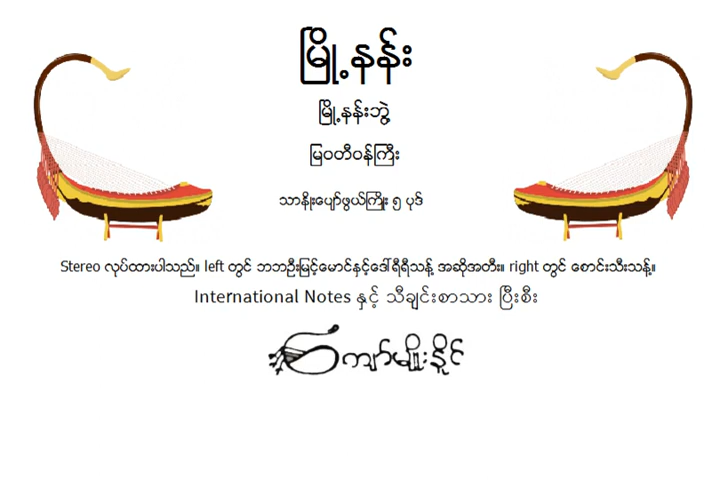 မြို့နန်း
မြို့နန်းဘွဲ့
မြဝတီဝန်ကြီး
သာနိုးပျော်ဖွယ်ကြိုး ၅ ပုဒ်
Stereo လုပ်ထားပါသည်။ left တွင် ဘဘဦးမြင့်မောင်နှင့်ဒေါ်ရီရီသန့် အဆိုအတီး။ right တွင် စောင်းသီးသန့်။
International Notes နှင့် သီချင်းစာသား ပြီးစီး
ကျော်မျိုးနိုင်